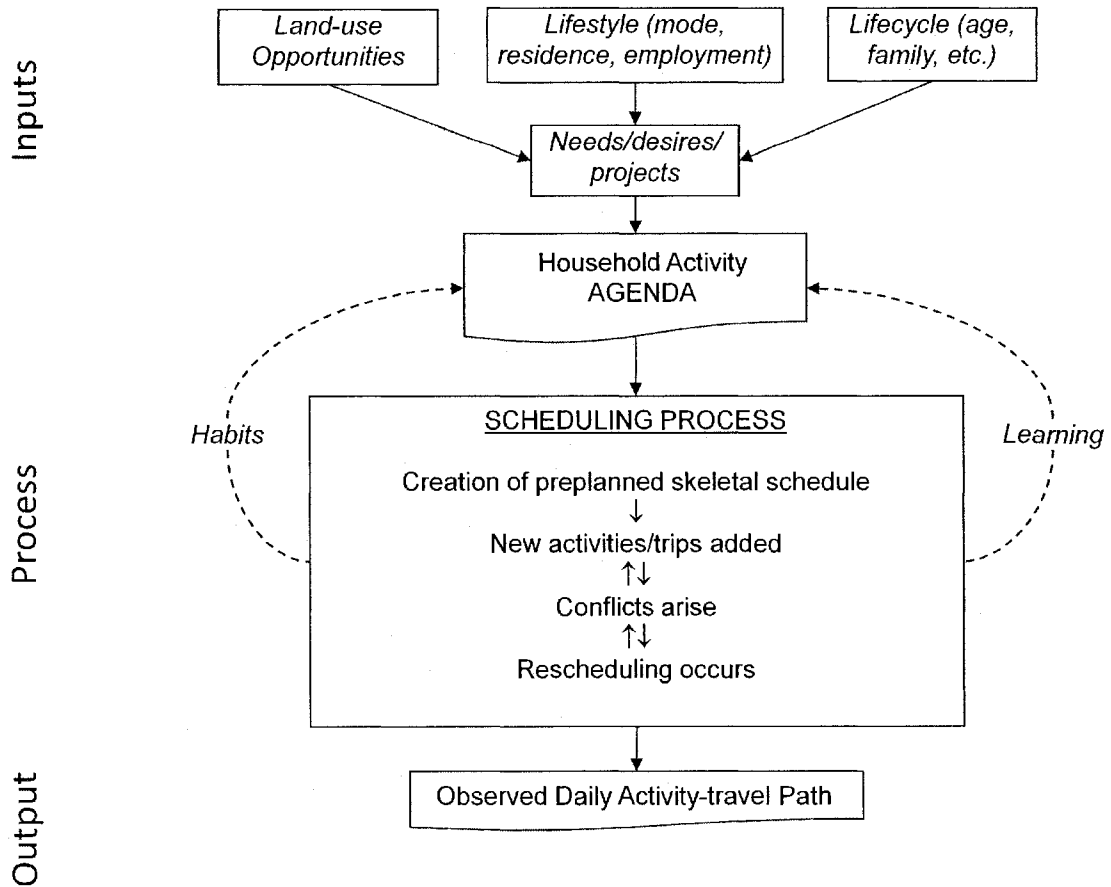 Inputs
Land-use
Opportunities
Lifestyle (mode,
residence, employment)
Lifecycle (age,
family, etc.)
Needs/desires/
projects
Household Activity
AGENDA
Habits
Learning
Process
SCHEDULING PROCESS
Creation of preplanned skeletal schedule
↓
New activities/trips added
↑↓
Conflicts arise
↑↓
Rescheduling occurs
Output
Observed Daily Activity-travel Path